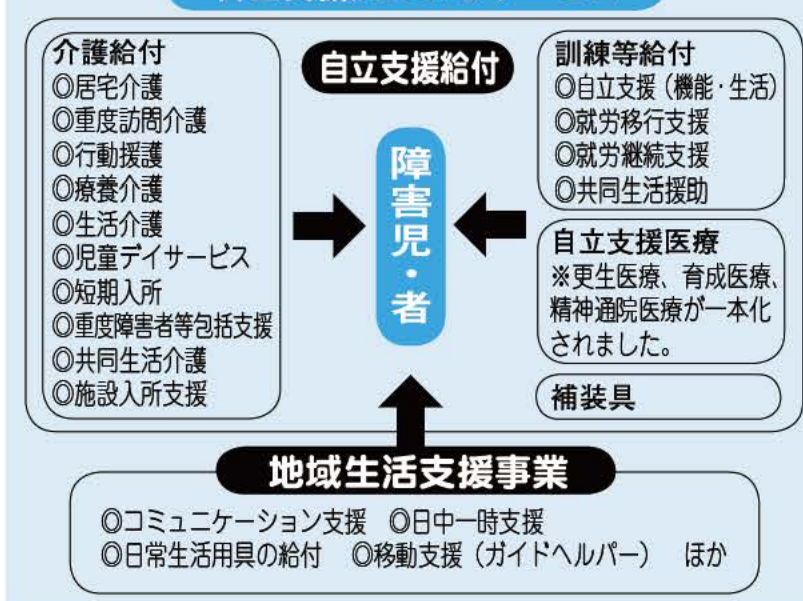 介護給付
◎居宅介護
◎重度訪問介護
◎行動援護
◎療養介護
◎生活介護
◎児童デイサービス
◎短期入所
◎重度障害者等包括支援
◎共同生活介護
◎施設入所支援
自立支援給付
障害児・者
訓練等給付
◎自立支援（機能・生活）
◎就労移行支援
◎就労継続支援
◎共同生活援助
自立支援医療
※更生医療、育成医療、
精神通院医療が一本化
されました。
補装具
地域生活支援事業
◎コミュニケーション支援　◎日中一時支援
◎日常生活用具の給付　◎移動支援（ガイドヘルパー）　ほか